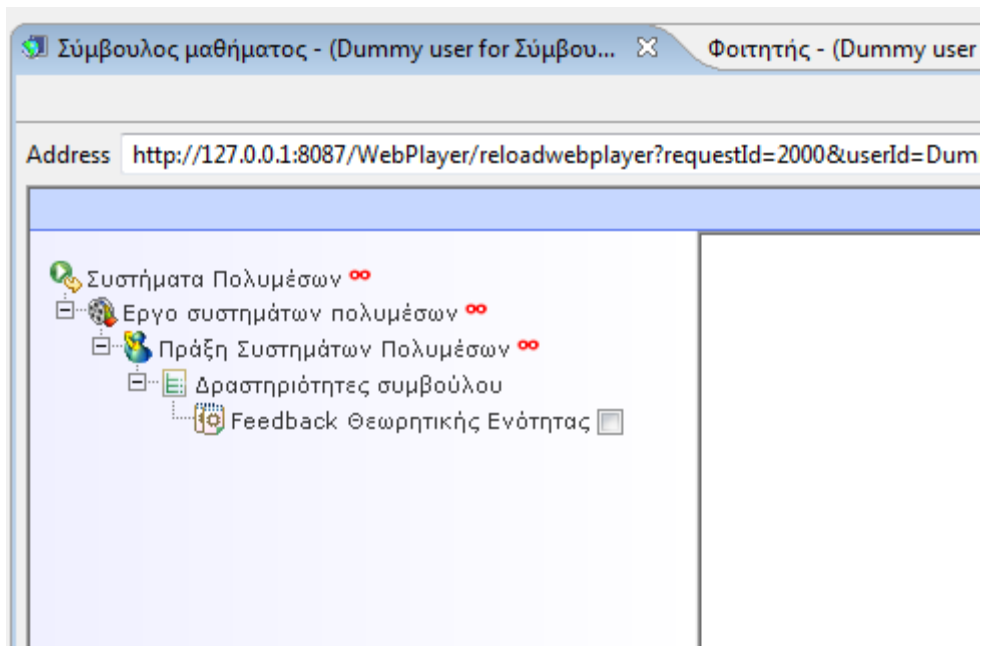 Σύμβουλος μαθήματος - (Dummy user for Σύμβου... Φοιτητής - (Dummy user
Address http://127.0.0.1:8087/WebPlayer/reloadwebplayer?requestId=2000&userId=Dum
Συστήματα Πολυμέσων
Εργο συστημάτων πολυμέσων
Πράξη Συστημάτων Πολυμέσων
Δραστηριότητες συμβούλου
Feedback Θεωρητικής Ενότητας